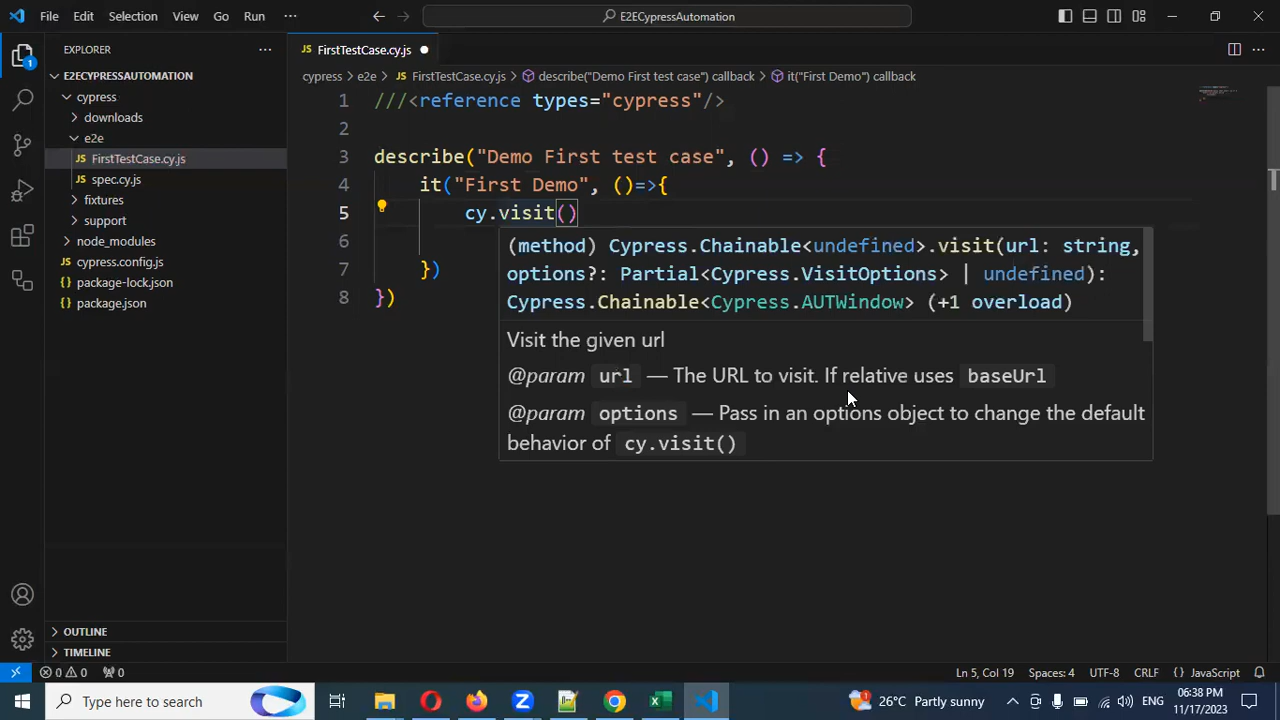 File Edit Selection View Go Run ···
E2ECypressAutomation
EXPLORER ···
FirstTestCase.cy.js
E2ECYPRESSAUTOMATION
cypress > e2e > FirstTestCase.cy.js > describe("Demo First test case") callback > it("First Demo") callback
cypress
downloads
e2e
FirstTestCase.cy.js
spec.cy.js
fixtures
support
node_modules
cypress.config.js
package-lock.json
package.json
1 ///<reference types="cypress"/>
2
3 describe("Demo First test case", () => {
4 it("First Demo", ()=>{
5 cy.visit()
6
7 })
8 })
(method) Cypress.Chainable<undefined>.visit(url: string,
options?: Partial<Cypress.VisitOptions> | undefined):
Cypress.Chainable<Cypress.AUTWindow> (+1 overload)
Visit the given url
@param url — The URL to visit. If relative uses baseUrl
@param options — Pass in an options object to change the default
behavior of cy.visit()
1
OUTLINE
TIMELINE
0 0 0 Ln 5, Col 19 Spaces: 4 UTF-8 CRLF {} JavaScript
Type here to search
26°C Partly sunny
ENG
06:38 PM
11/17/2023